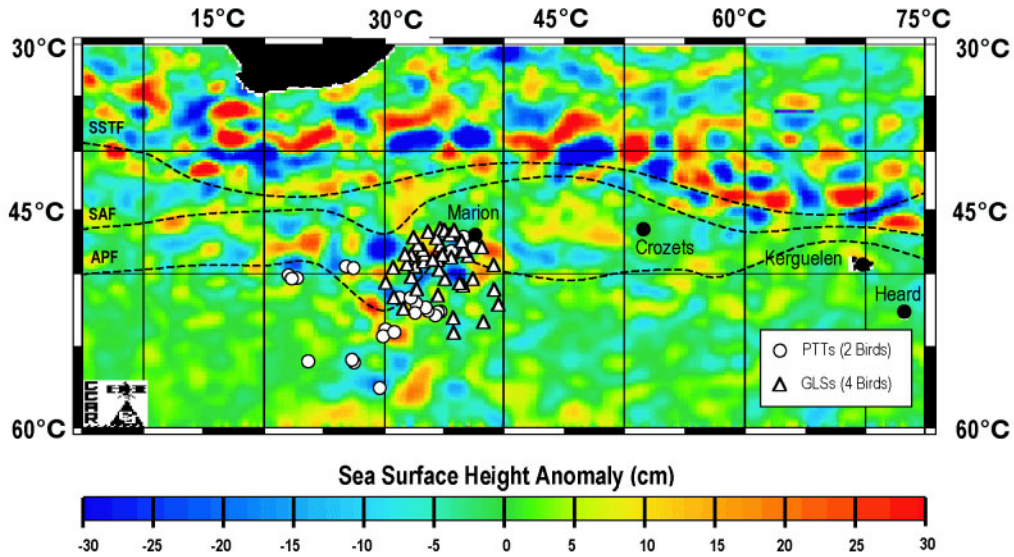 15°C 30°C 45°C 60°C 75°C
30°C 30°C
SSTF
SAF
APF
45°C 45°C
Marion
Crozets
Kerguelen
Heard
PTTs (2 Birds)
GLSs (4 Birds)
60°C 60°C
Sea Surface Height Anomaly (cm)
-30 -25 -20 -15 -10 -5 0 5 10 15 20 25 30